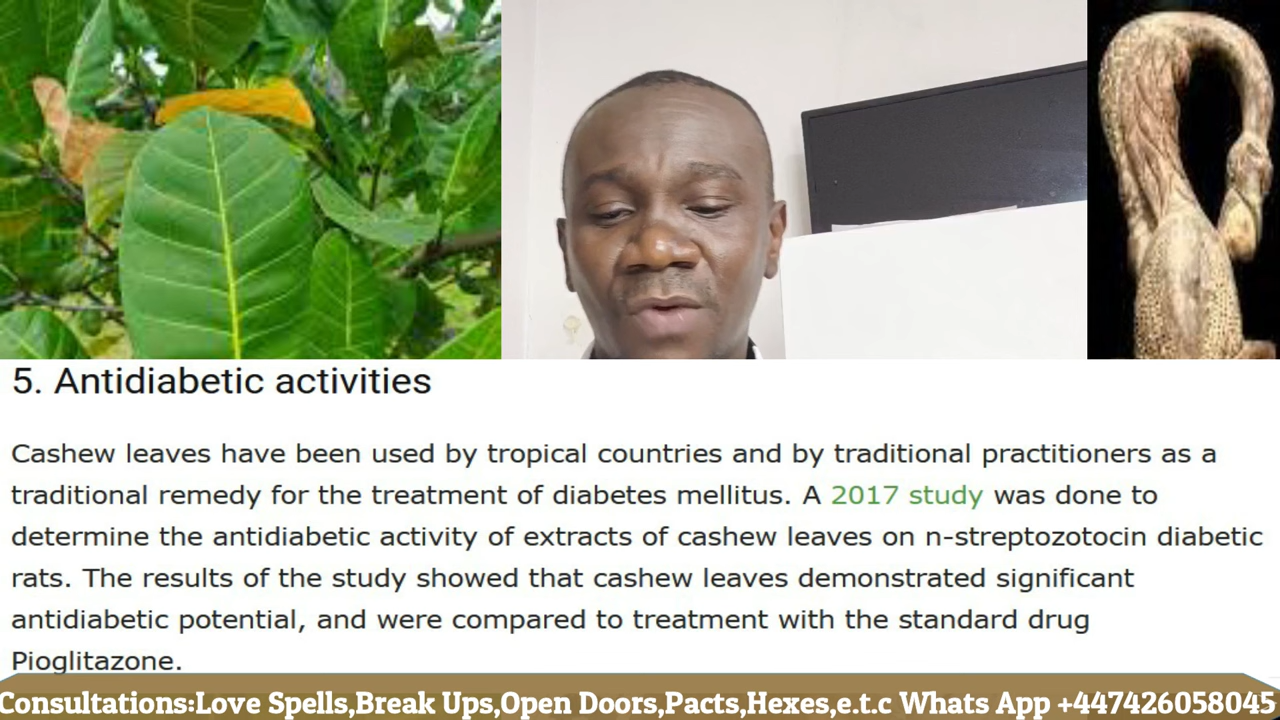 5. Antidiabetic activities
Cashew leaves have been used by tropical countries and by traditional practitioners as a
traditional remedy for the treatment of diabetes mellitus. A 2017 study was done to
determine the antidiabetic activity of extracts of cashew leaves on n-streptozotocin diabetic
rats. The results of the study showed that cashew leaves demonstrated significant
antidiabetic potential, and were compared to treatment with the standard drug
Pioglitazone.
Consultations:Love Spells,Break Ups,Open Doors,Pacts,Hexes,e.t.c Whats App +447426058045